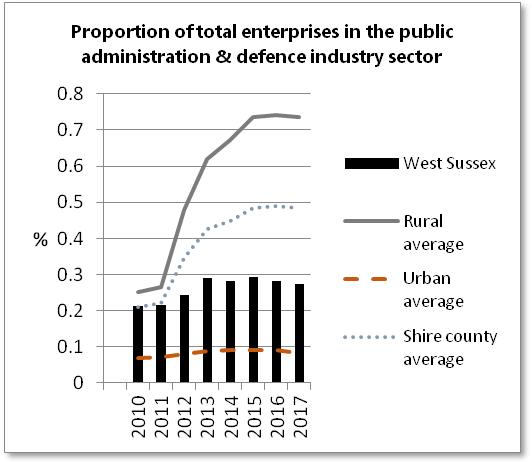 Proportion of total enterprises in the public
administration & defence industry sector
0.8
0.7
0.6
0.5
0.4
0.3
0.2
0.1
0
%
2010
2011
2012
2013
2014
2015
2016
2017
West Sussex
Rural
average
Urban
average
Shire county
average